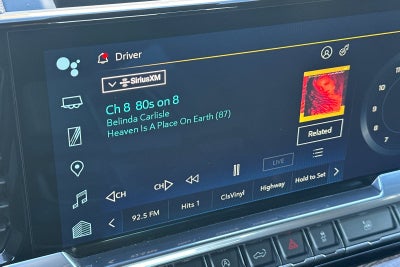 Driver
SiriusXM
Ch 8 80s on 8
Belinda Carlisle
Heaven Is A Place On Earth (87)
Related
CH
CH
LIVE
92.5 FM
Hits 1
ClsVinyl
Highway
Hold to Set